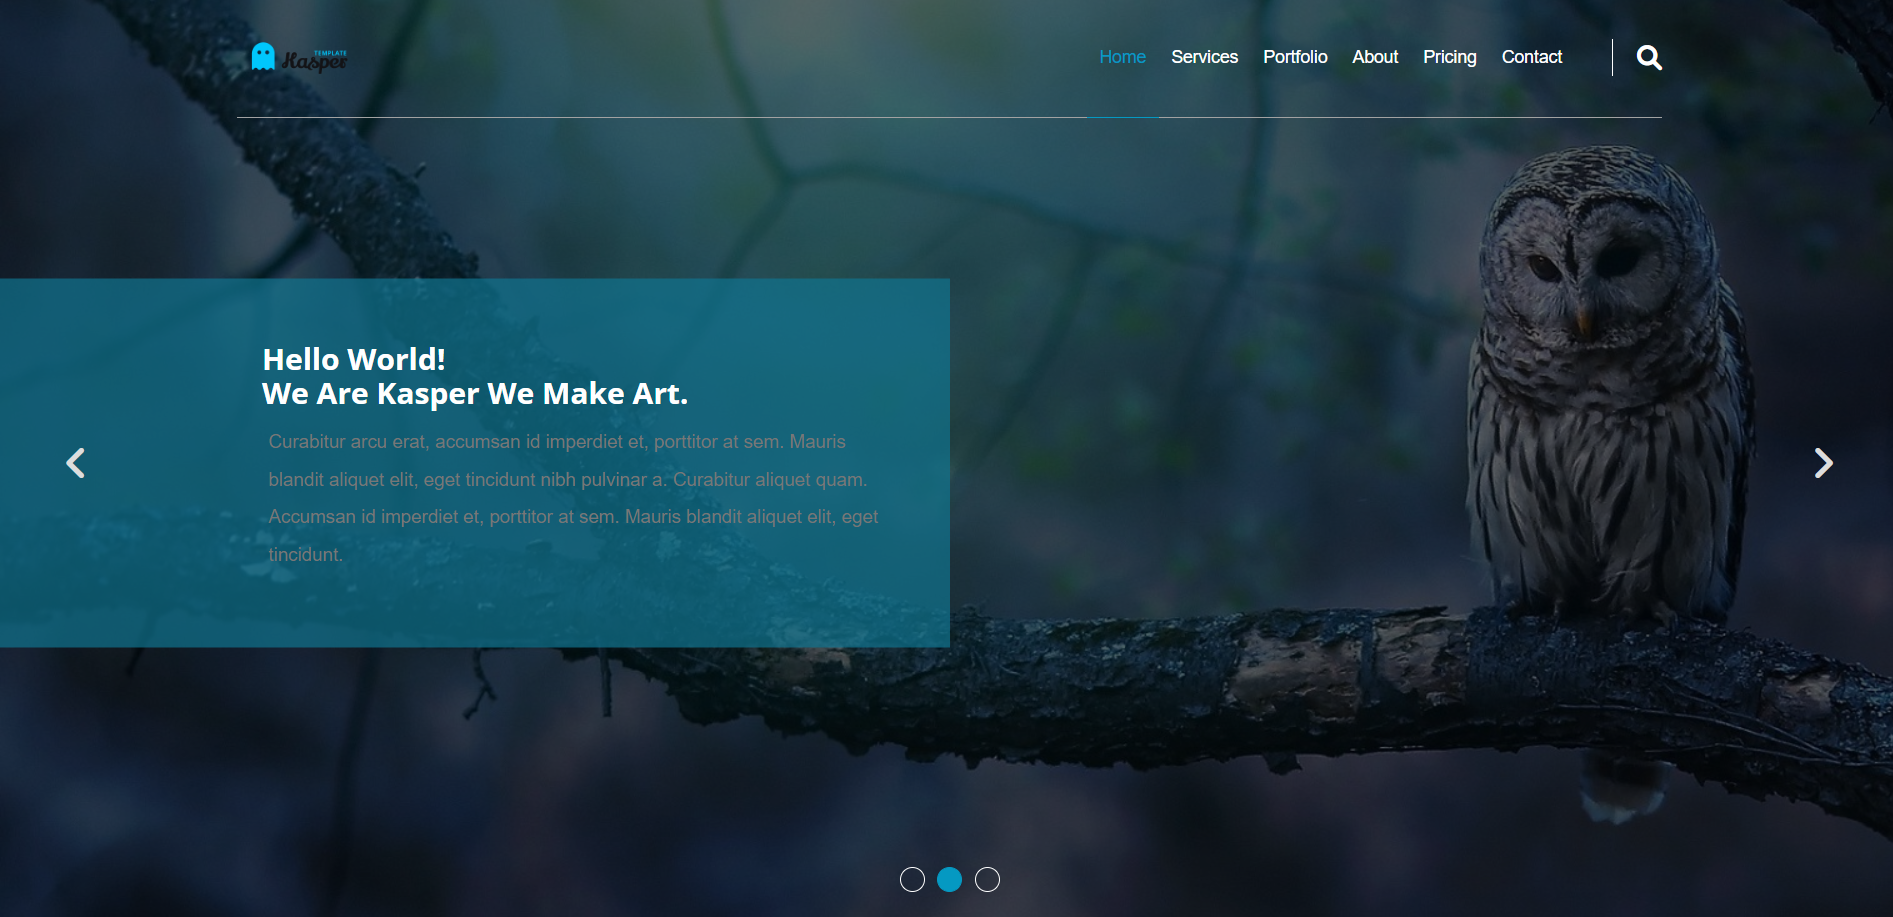 TEMPLATE
Kasper
Home Services Portfolio About Pricing Contact
Hello World!
We Are Kasper We Make Art.
Curabitur arcu erat, accumsan id imperdiet et, porttitor at sem. Mauris
blandit aliquet elit, eget tincidunt nibh pulvinar a. Curabitur aliquet quam.
Accumsan id imperdiet et, porttitor at sem. Mauris blandit aliquet elit, eget
tincidunt.